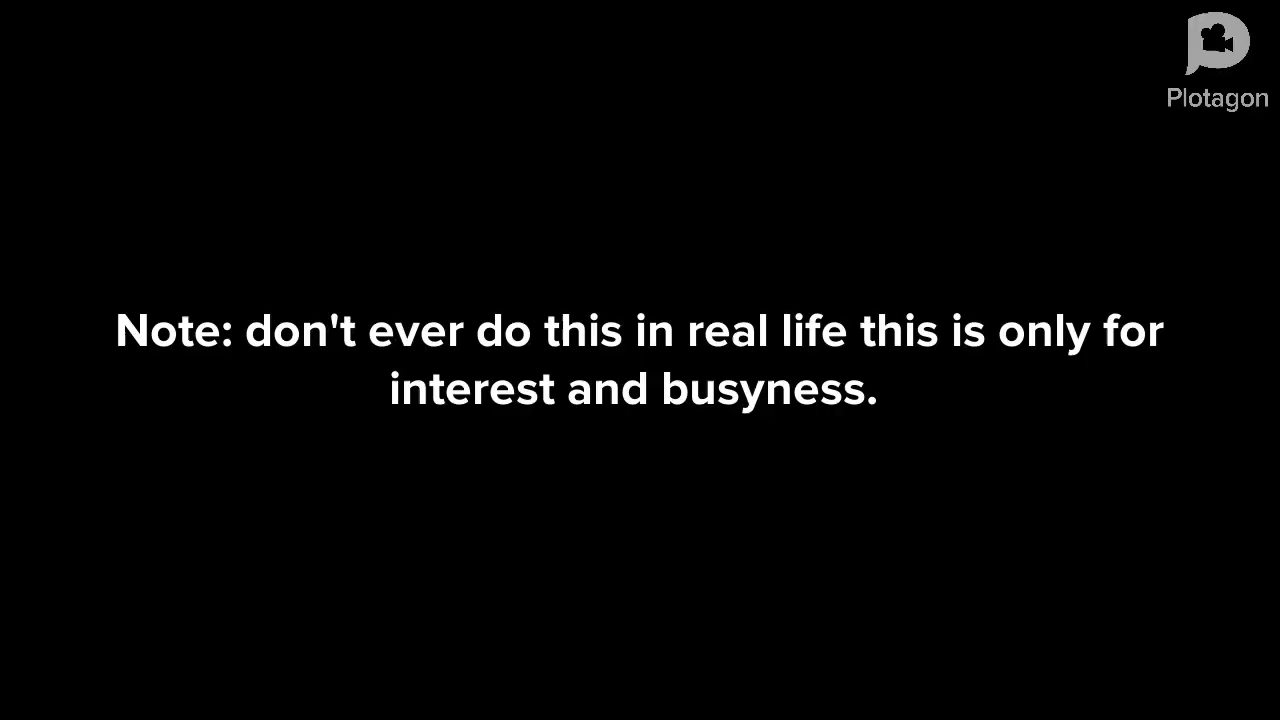 Plotagon
Note: don't ever do this in real life this is only for
interest and busyness.